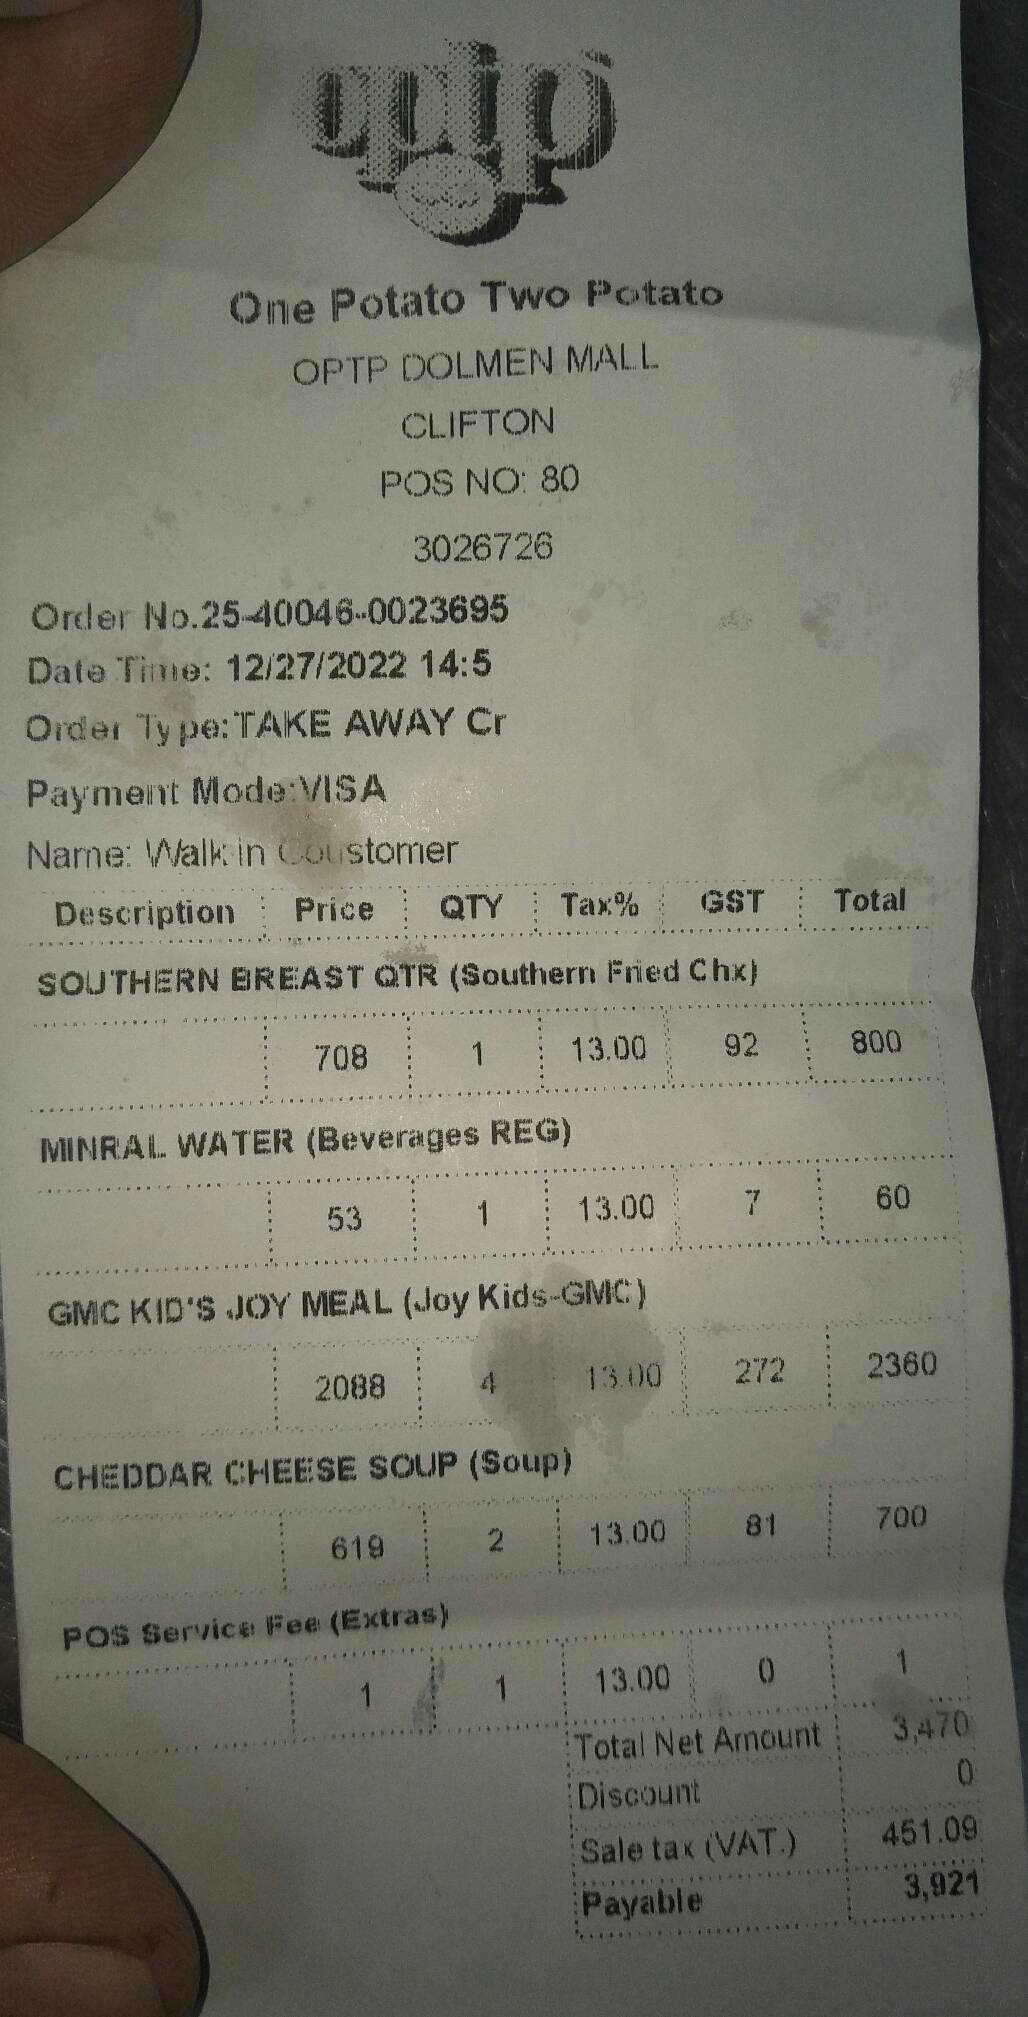 optp
One Potato Two Potato
OPTP DOLMEN MALL
CLIFTON
POS NO: 80
3026726
Order No.25-40046-0023695
Date Time: 12/27/2022 14:5
Order Type:TAKE AWAY Cr
Payment Mode:VISA
Name: Walk in Coustomer
Description Price QTY Tax% GST Total
SOUTHERN BREAST QTR (Southern Fried Chx)
708 1 13.00 92 800
MINRAL WATER (Beverages REG)
53 1 13.00 7 60
GMC KID'S JOY MEAL (Joy Kids-GMC)
2088 4 13.00 272 2360
CHEDDAR CHEESE SOUP (Soup)
619 2 13.00 81 700
POS Service Fee (Extras)
1 1 13.00 0 1
Total Net Amount 3,470
Discount 0
Sale tax (VAT.) 451.09
Payable 3,921